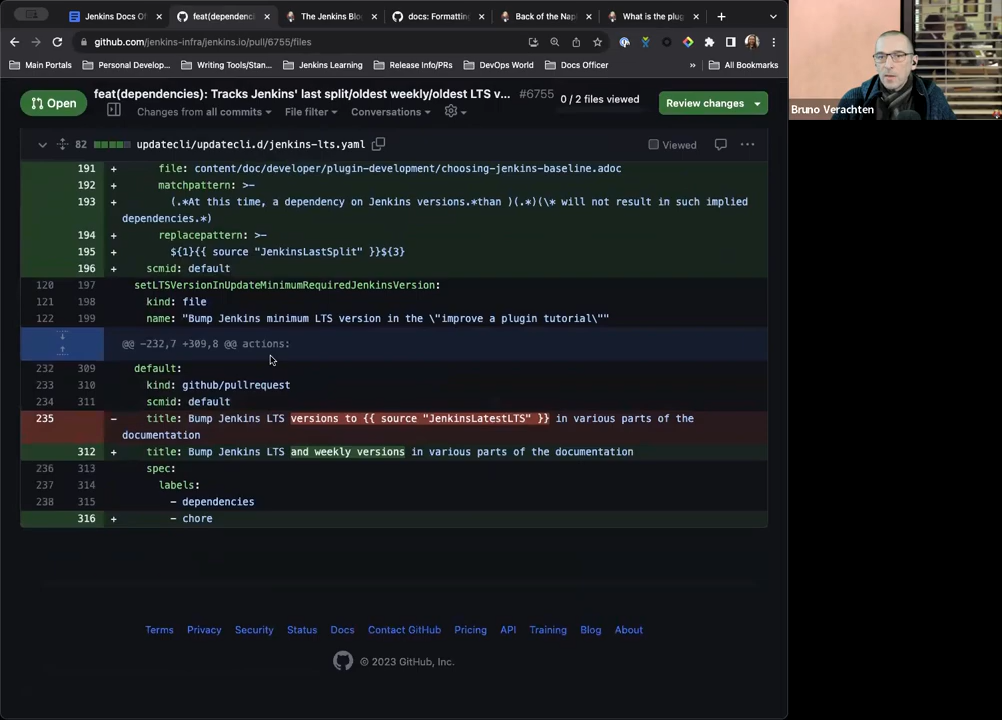 Jenkins Docs Of
feat(dependenci
The Jenkins Blo
docs: Formattin
Back of the Nap
What is the plug
github.com/jenkins-infra/jenkins.io/pull/6755/files
Main Portals
Personal Develop...
Writing Tools/Stan...
Jenkins Learning
Release Info/PRs
DevOps World
Docs Officer
»
All Bookmarks
Open
feat(dependencies): Tracks Jenkins' last split/oldest weekly/oldest LTS v... #6755
Changes from all commits
File filter
Conversations
0 / 2 files viewed
Review changes
Bruno Verachten
82 updatecli/updatecli.d/jenkins-lts.yaml
Viewed
191 + file: content/doc/developer/plugin-development/choosing-jenkins-baseline.adoc
192 + matchpattern: >-
193 + (.*At this time, a dependency on Jenkins versions.*than )(.*)(\* will not result in such implied
dependencies.*)
194 + replacepattern: >-
195 + ${1}{{ source "JenkinsLastSplit" }}${3}
196 + scmid: default
120 197 setLTSVersionInUpdateMinimumRequiredJenkinsVersion:
121 198 kind: file
122 199 name: "Bump Jenkins minimum LTS version in the \"improve a plugin tutorial\""
@@ -232,7 +309,8 @@ actions:
232 309 default:
233 310 kind: github/pullrequest
234 311 scmid: default
235 - title: Bump Jenkins LTS versions to {{ source "JenkinsLatestLTS" }} in various parts of the
documentation
312 + title: Bump Jenkins LTS and weekly versions in various parts of the documentation
236 313 spec:
237 314 labels:
238 315 - dependencies
316 + - chore
Terms Privacy Security Status Docs Contact GitHub Pricing API Training Blog About
© 2023 GitHub, Inc.